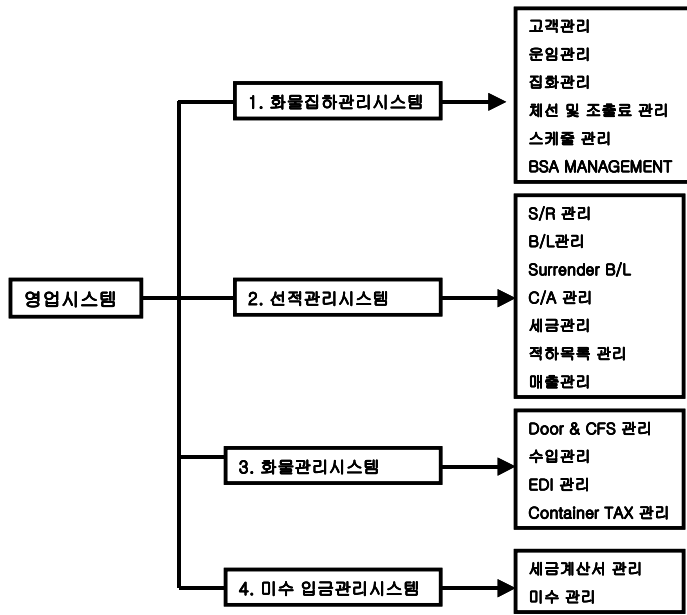 영업시스템
1. 화물집하관리시스템
고객관리
운임관리
집화관리
체선 및 조출료 관리
스케줄 관리
BSA MANAGEMENT
2. 선적관리시스템
S/R 관리
B/L관리
Surrender B/L
C/A 관리
세금관리
적하목록 관리
매출관리
3. 화물관리시스템
Door & CFS 관리
수입관리
EDI 관리
Container TAX 관리
4. 미수 입금관리시스템
세금계산서 관리
미수 관리